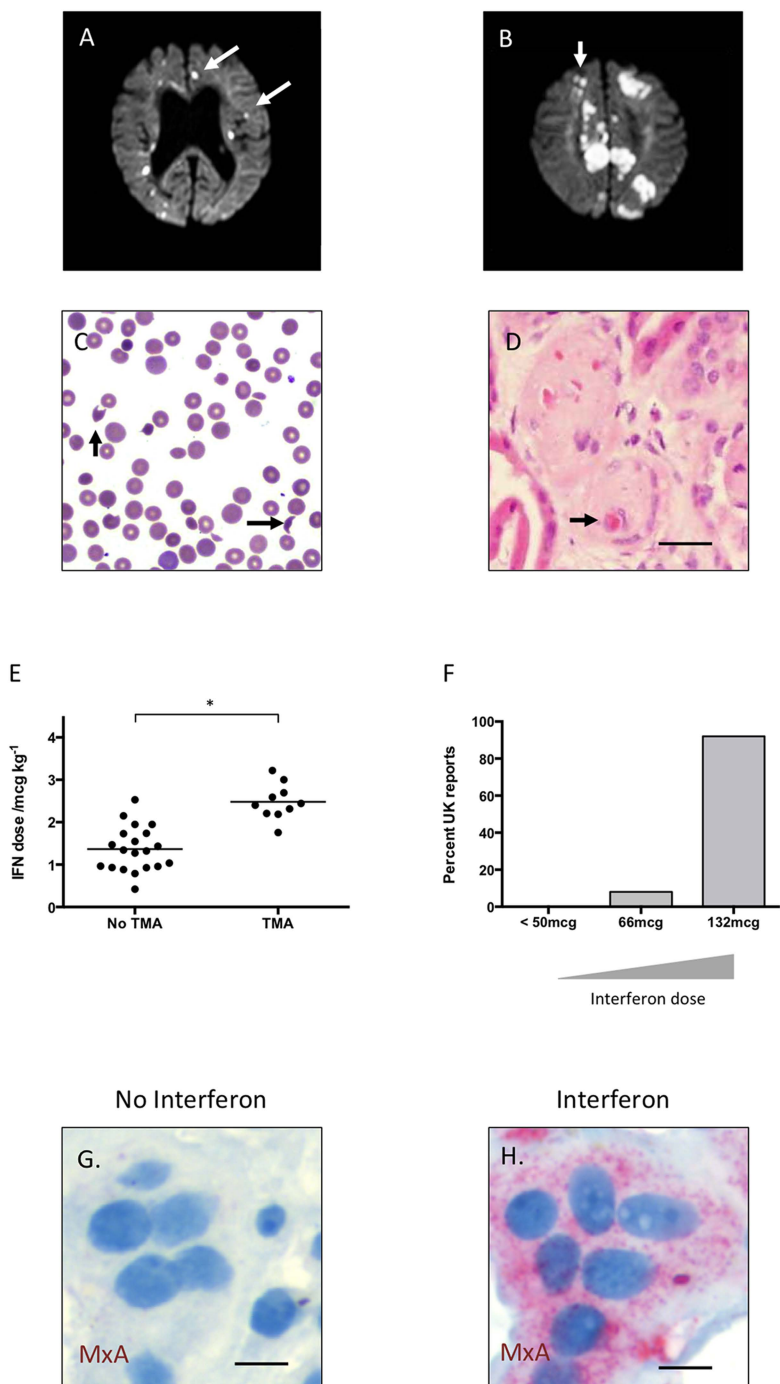 A
B
C
D
E
*
IFN dose /mcg kg-1
4
3
2
1
0
No TMA
TMA
F
Percent UK reports
100
80
60
40
20
0
< 50mcg
66mcg
132mcg
Interferon dose
No Interferon
Interferon
G.
MxA
H.
MxA